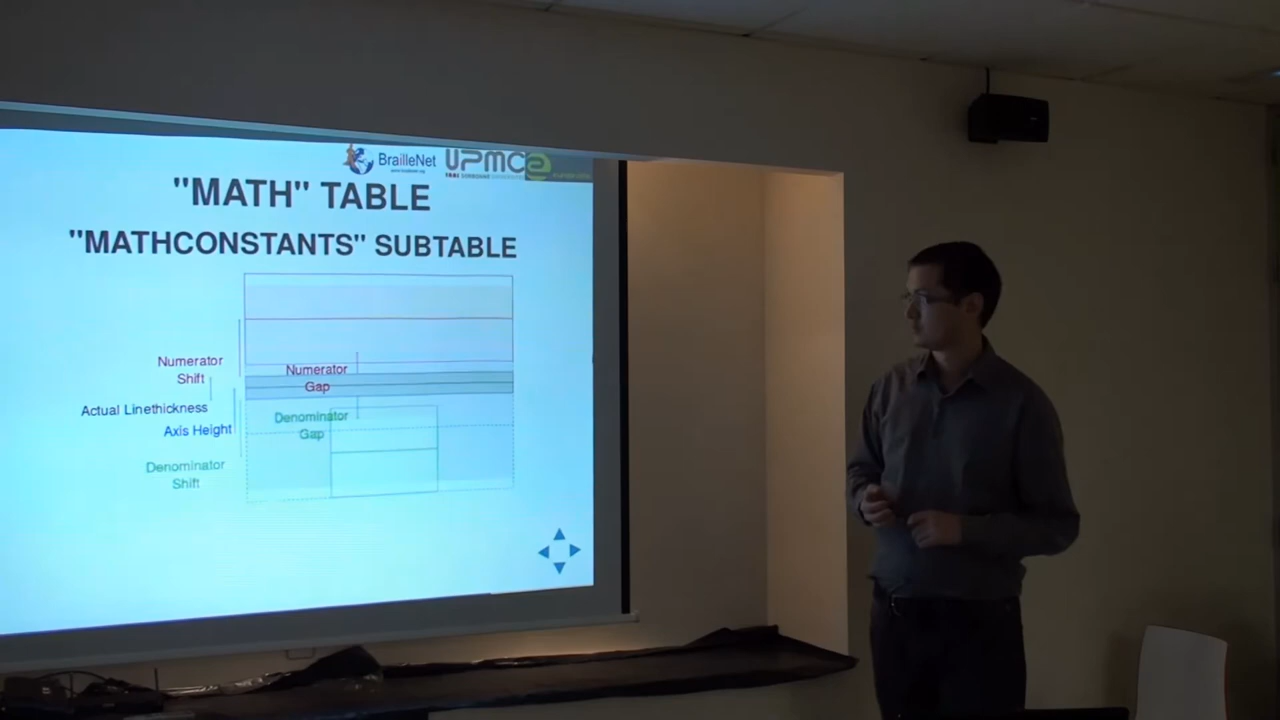 BrailleNet
UPMC
"MATH" TABLE
"MATHCONSTANTS" SUBTABLE
Numerator
Shift
Numerator
Gap
Actual Linethickness
Denominator
Gap
Axis Height
Denominator
Shift